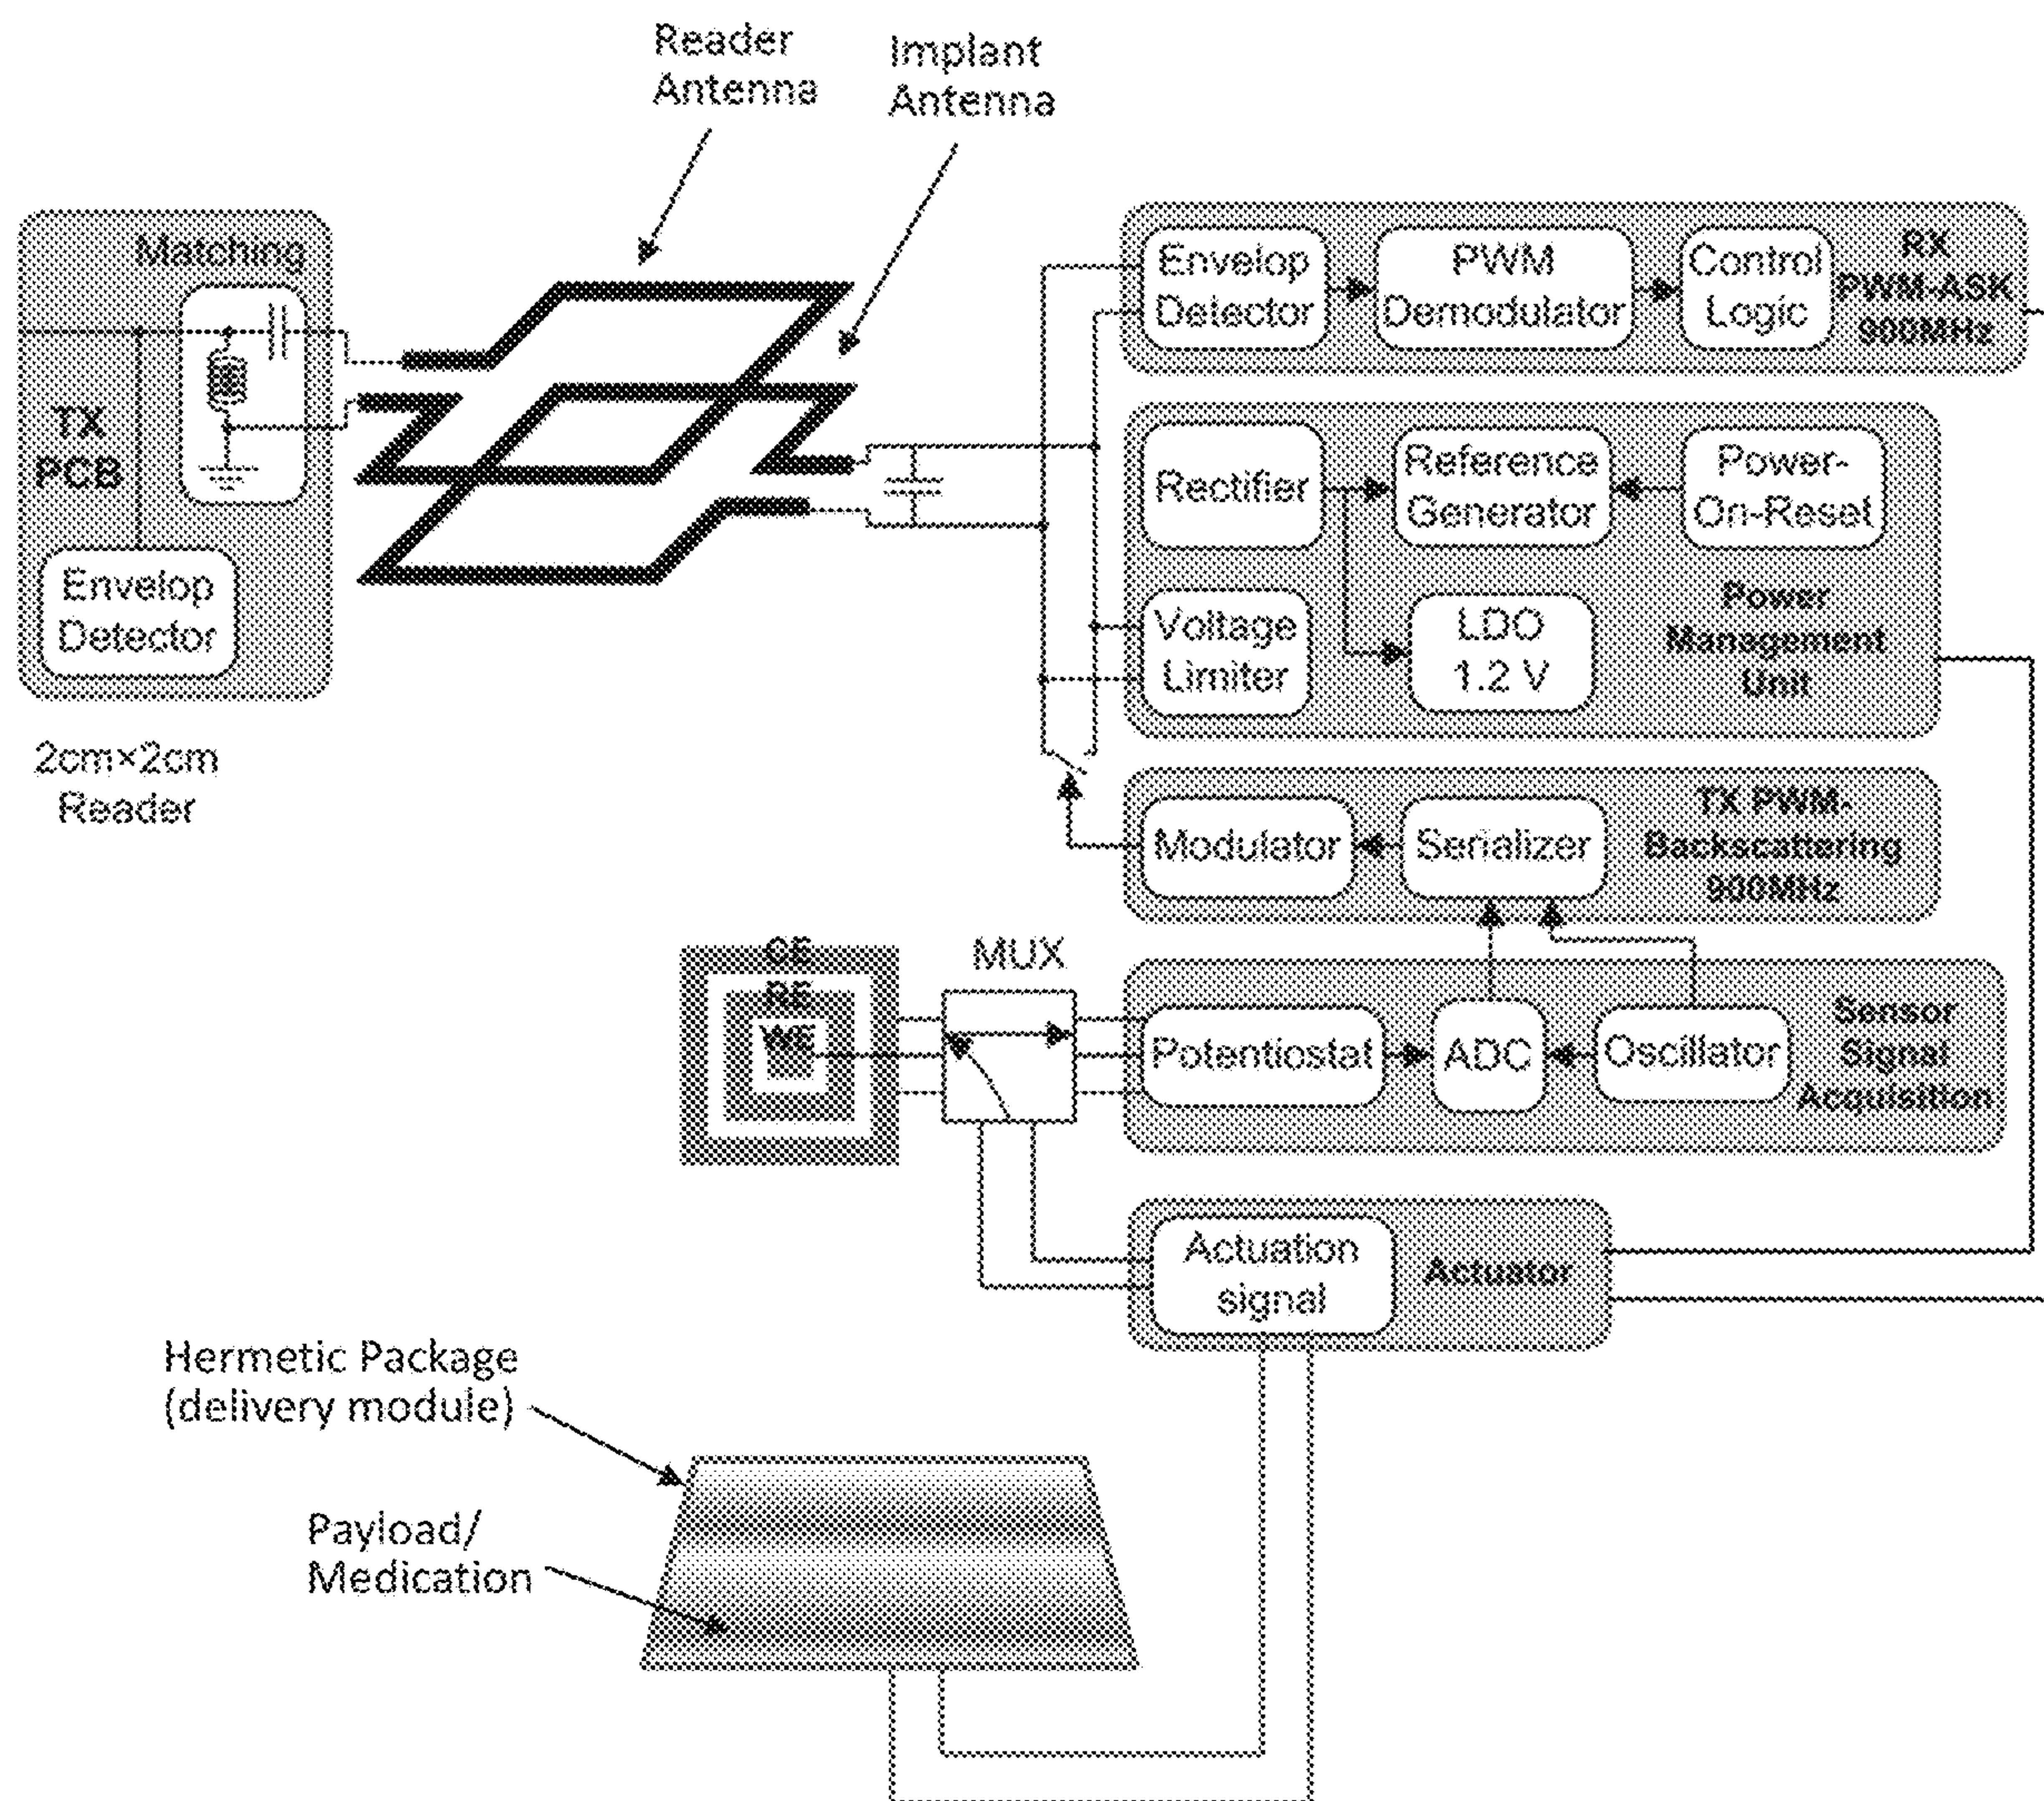 Reader
Antenna
Implant
Antenna
Matching
TX
PCB
Envelop
Detector
2cm×2cm
Reader
Envelop
Detector
PWM
Demodulator
Control
Logic
RX
PWM-ASK
900MHz
Rectifier
Reference
Generator
Power-
On-Reset
Voltage
Limiter
LDO
1.2 V
Power
Management
Unit
Modulator
Serializer
TX PWM-
Backscattering
900MHz
CE
RE
WE
MUX
Potentiostat
ADC
Oscillator
Sensor
Signal
Acquisition
Actuation
signal
Actuator
Hermetic Package
(delivery module)
Payload/
Medication